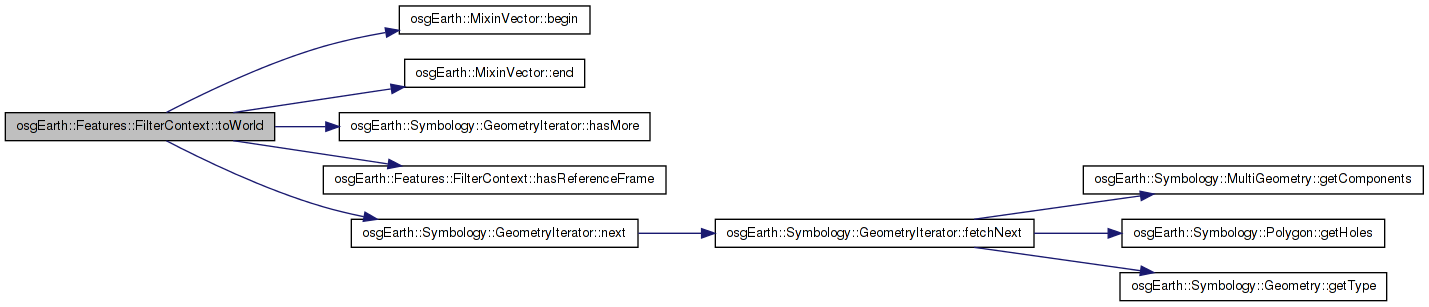 osgEarth::MixinVector::begin
osgEarth::MixinVector::end
osgEarth::Features::FilterContext::toWorld
osgEarth::Symbology::GeometryIterator::hasMore
osgEarth::Features::FilterContext::hasReferenceFrame
osgEarth::Symbology::MultiGeometry::getComponents
osgEarth::Symbology::GeometryIterator::next
osgEarth::Symbology::GeometryIterator::fetchNext
osgEarth::Symbology::Polygon::getHoles
osgEarth::Symbology::Geometry::getType